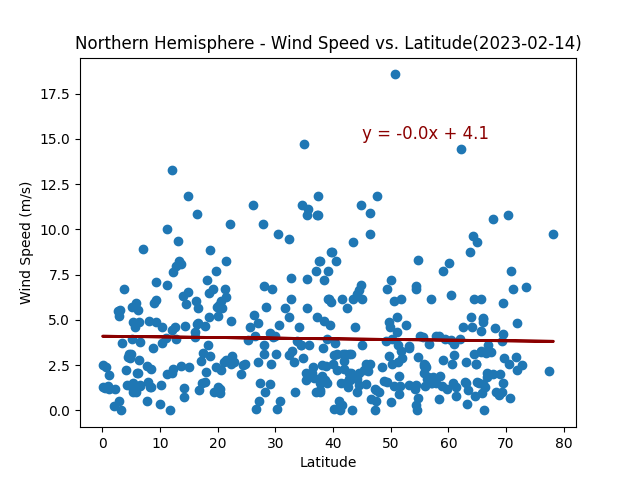 Northern Hemisphere - Wind Speed vs. Latitude(2023-02-14)
17.5
15.0
12.5
10.0
7.5
5.0
2.5
0.0
Wind Speed (m/s)
y = -0.0x + 4.1
0 10 20 30 40 50 60 70 80
Latitude